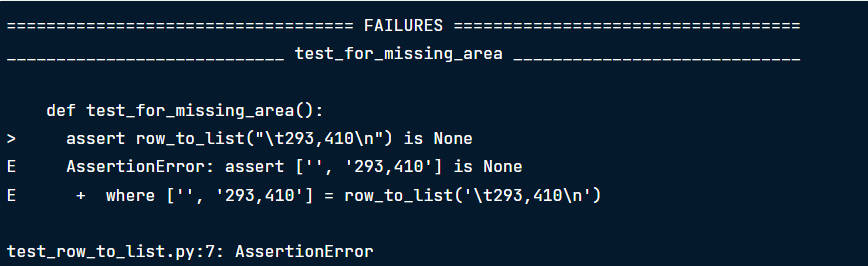 =================================== FAILURES ===================================
____________________________ test_for_missing_area _____________________________
    def test_for_missing_area():
>     assert row_to_list("\t293,410\n") is None
E     AssertionError: assert ['', '293,410'] is None
E      +  where ['', '293,410'] = row_to_list('\t293,410\n')
test_row_to_list.py:7: AssertionError